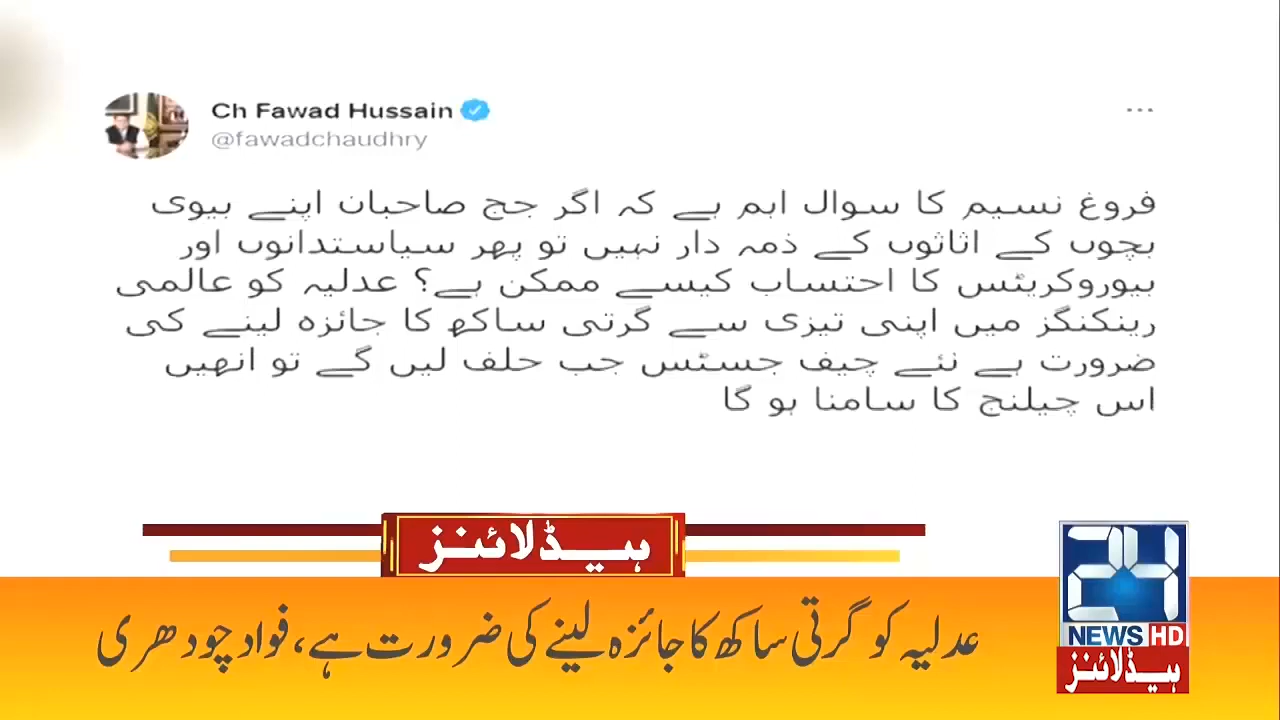 Ch Fawad Hussain
@fawadchaudhry
فروغ نسیم کا سوال اہم ہے کہ اگر جج صاحبان اپنے بیوی
بچوں کے اثاثوں کے ذمہ دار نہیں تو پھر سیاستدانوں اور
بیوروکریٹس کا احتساب کیسے ممکن ہے؟ عدلیہ کو عالمی
رینکنگز میں اپنی تیزی سے گرتی ساکھ کا جائزہ لینے کی
ضرورت ہے نئے چیف جسٹس جب حلف لیں گے تو انھیں
اس چیلنج کا سامنا ہو گا
ہیڈلائنز
عدلیہ کو گرتی ساکھ کا جائزہ لینے کی ضرورت ہے، فواد چودھری
24
NEWS HD
ہیڈلائنز